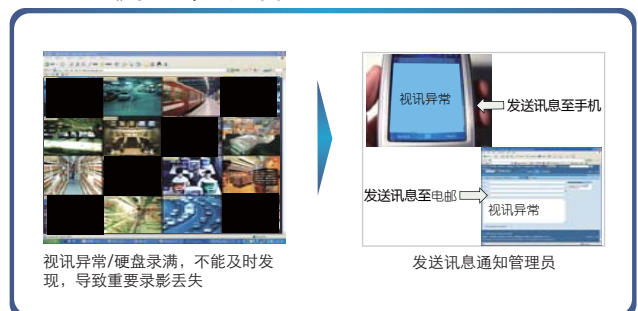 视讯异常
发送讯息至手机
发送讯息至电邮
视讯异常
视讯异常/硬盘录满，不能及时发
现，导致重要录影丢失
发送讯息通知管理员